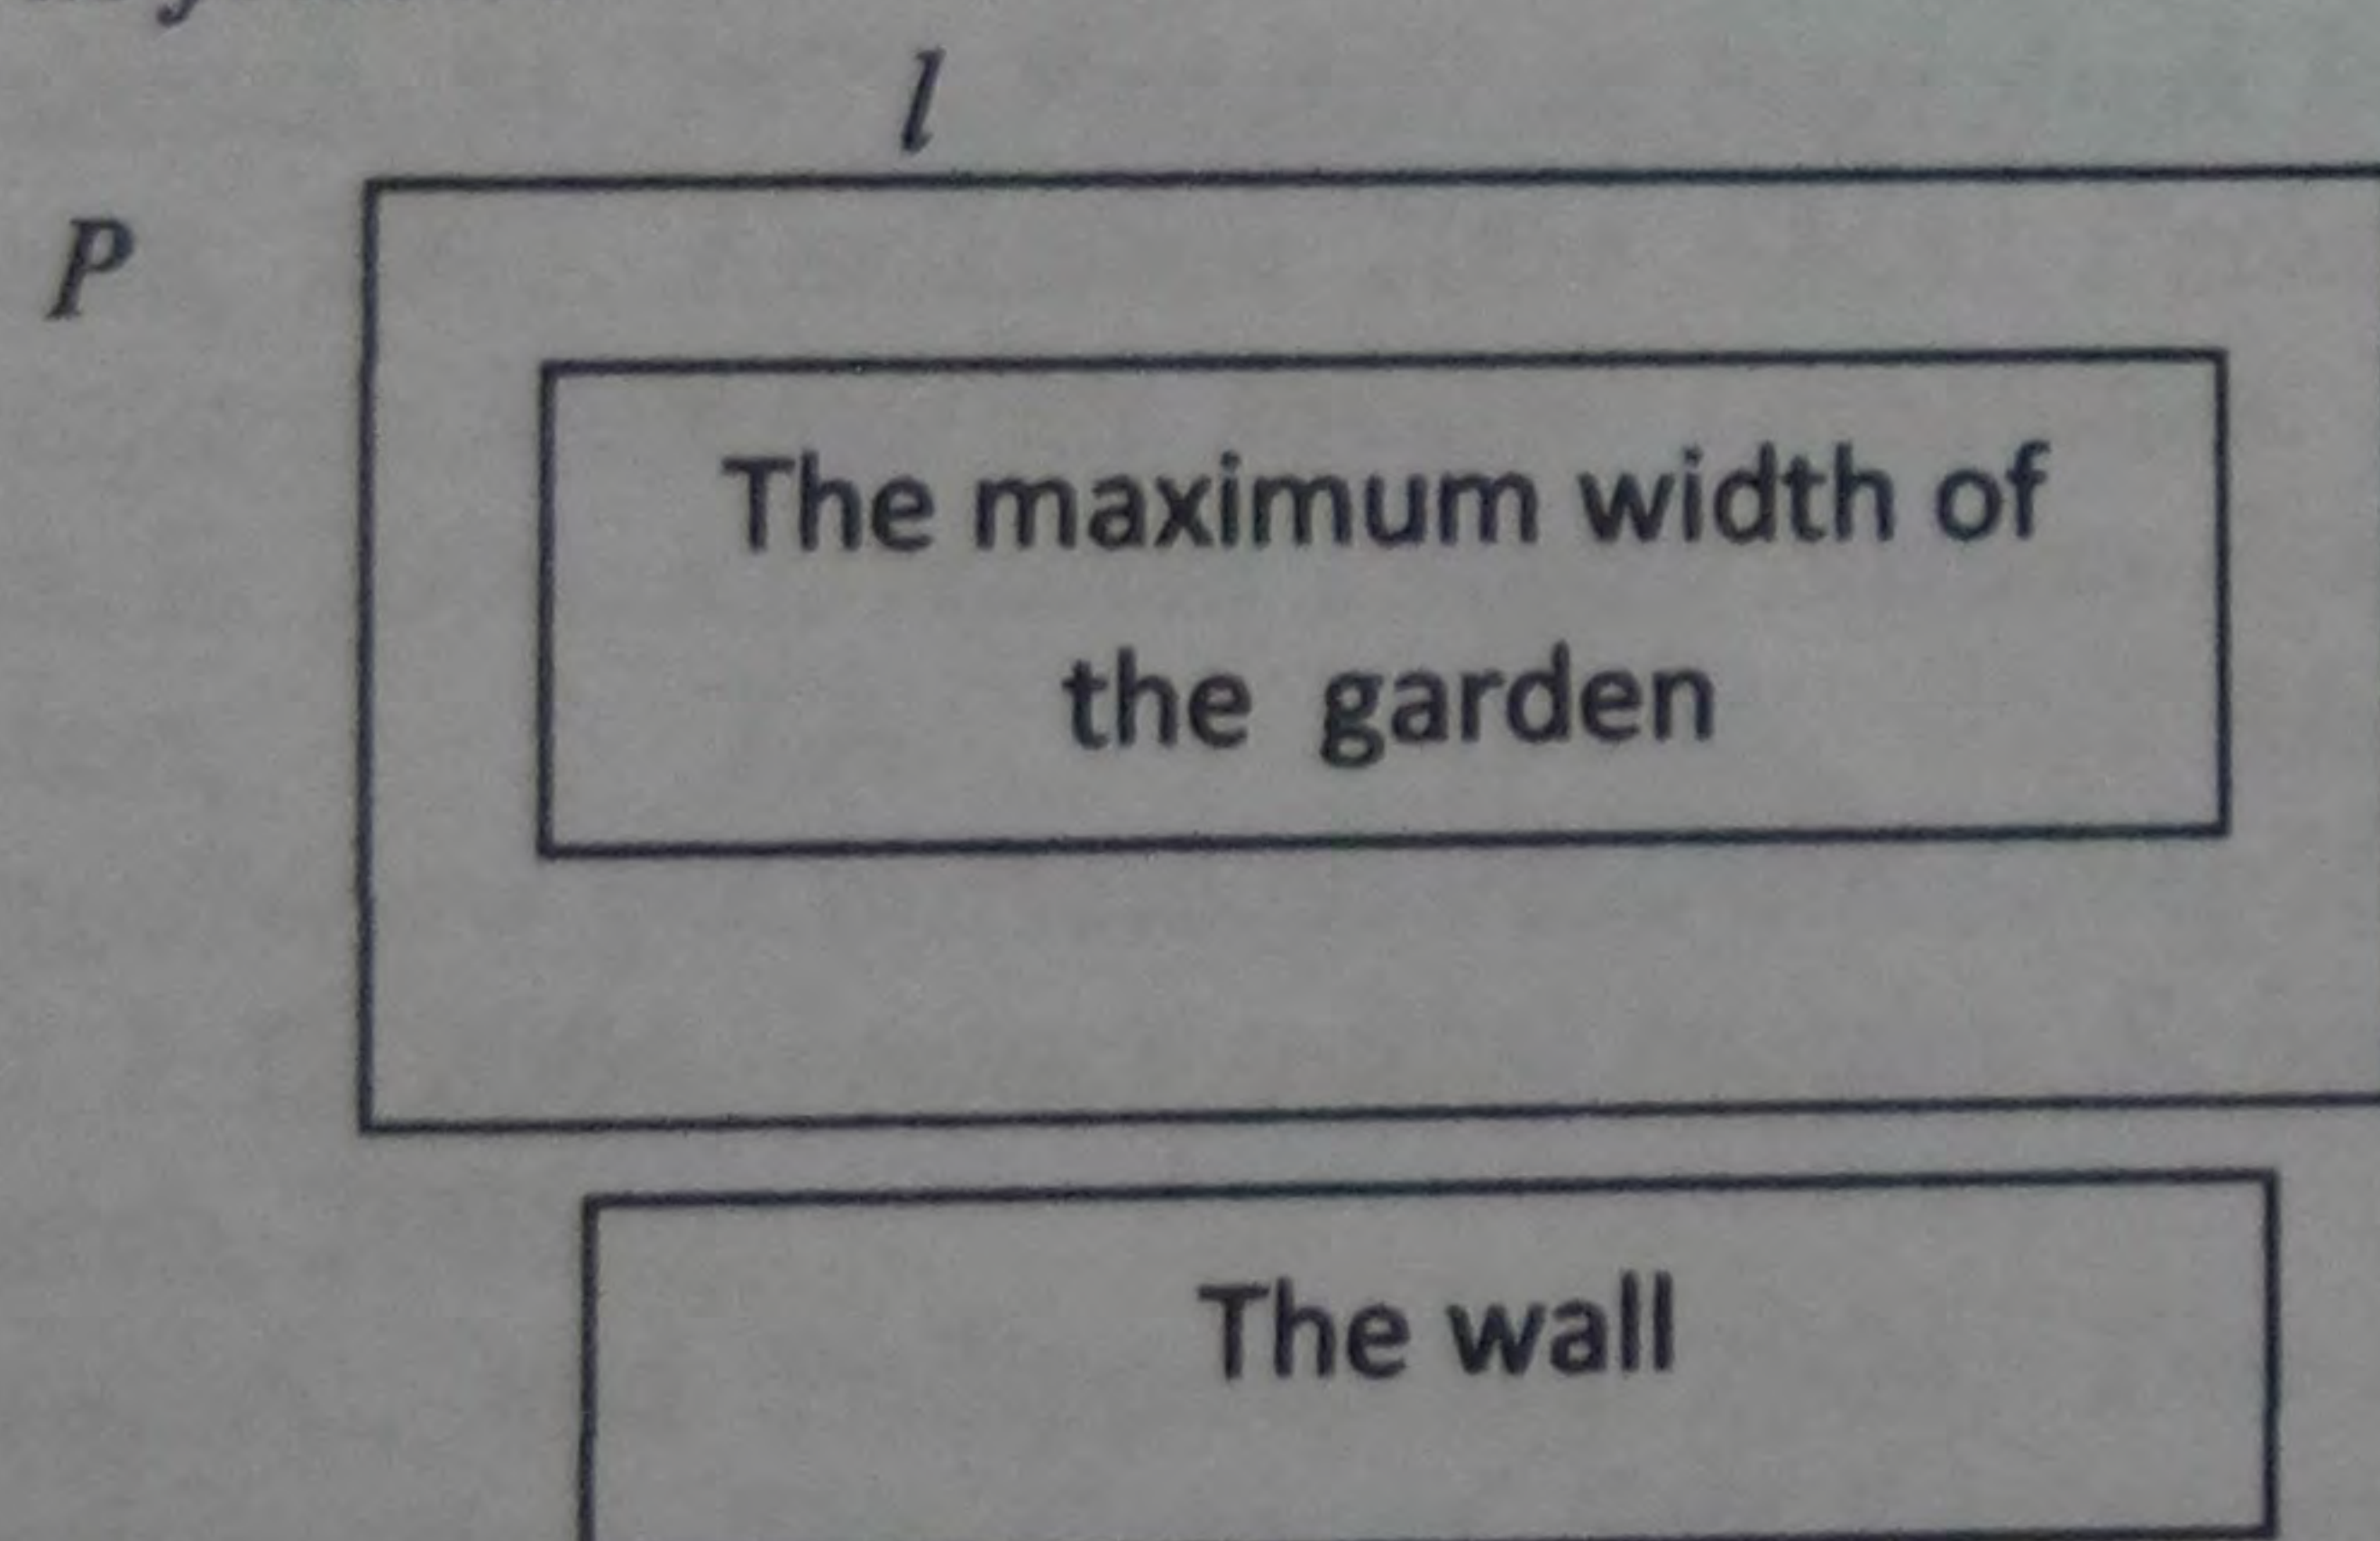 l
P
The maximum width of
the garden
The wall